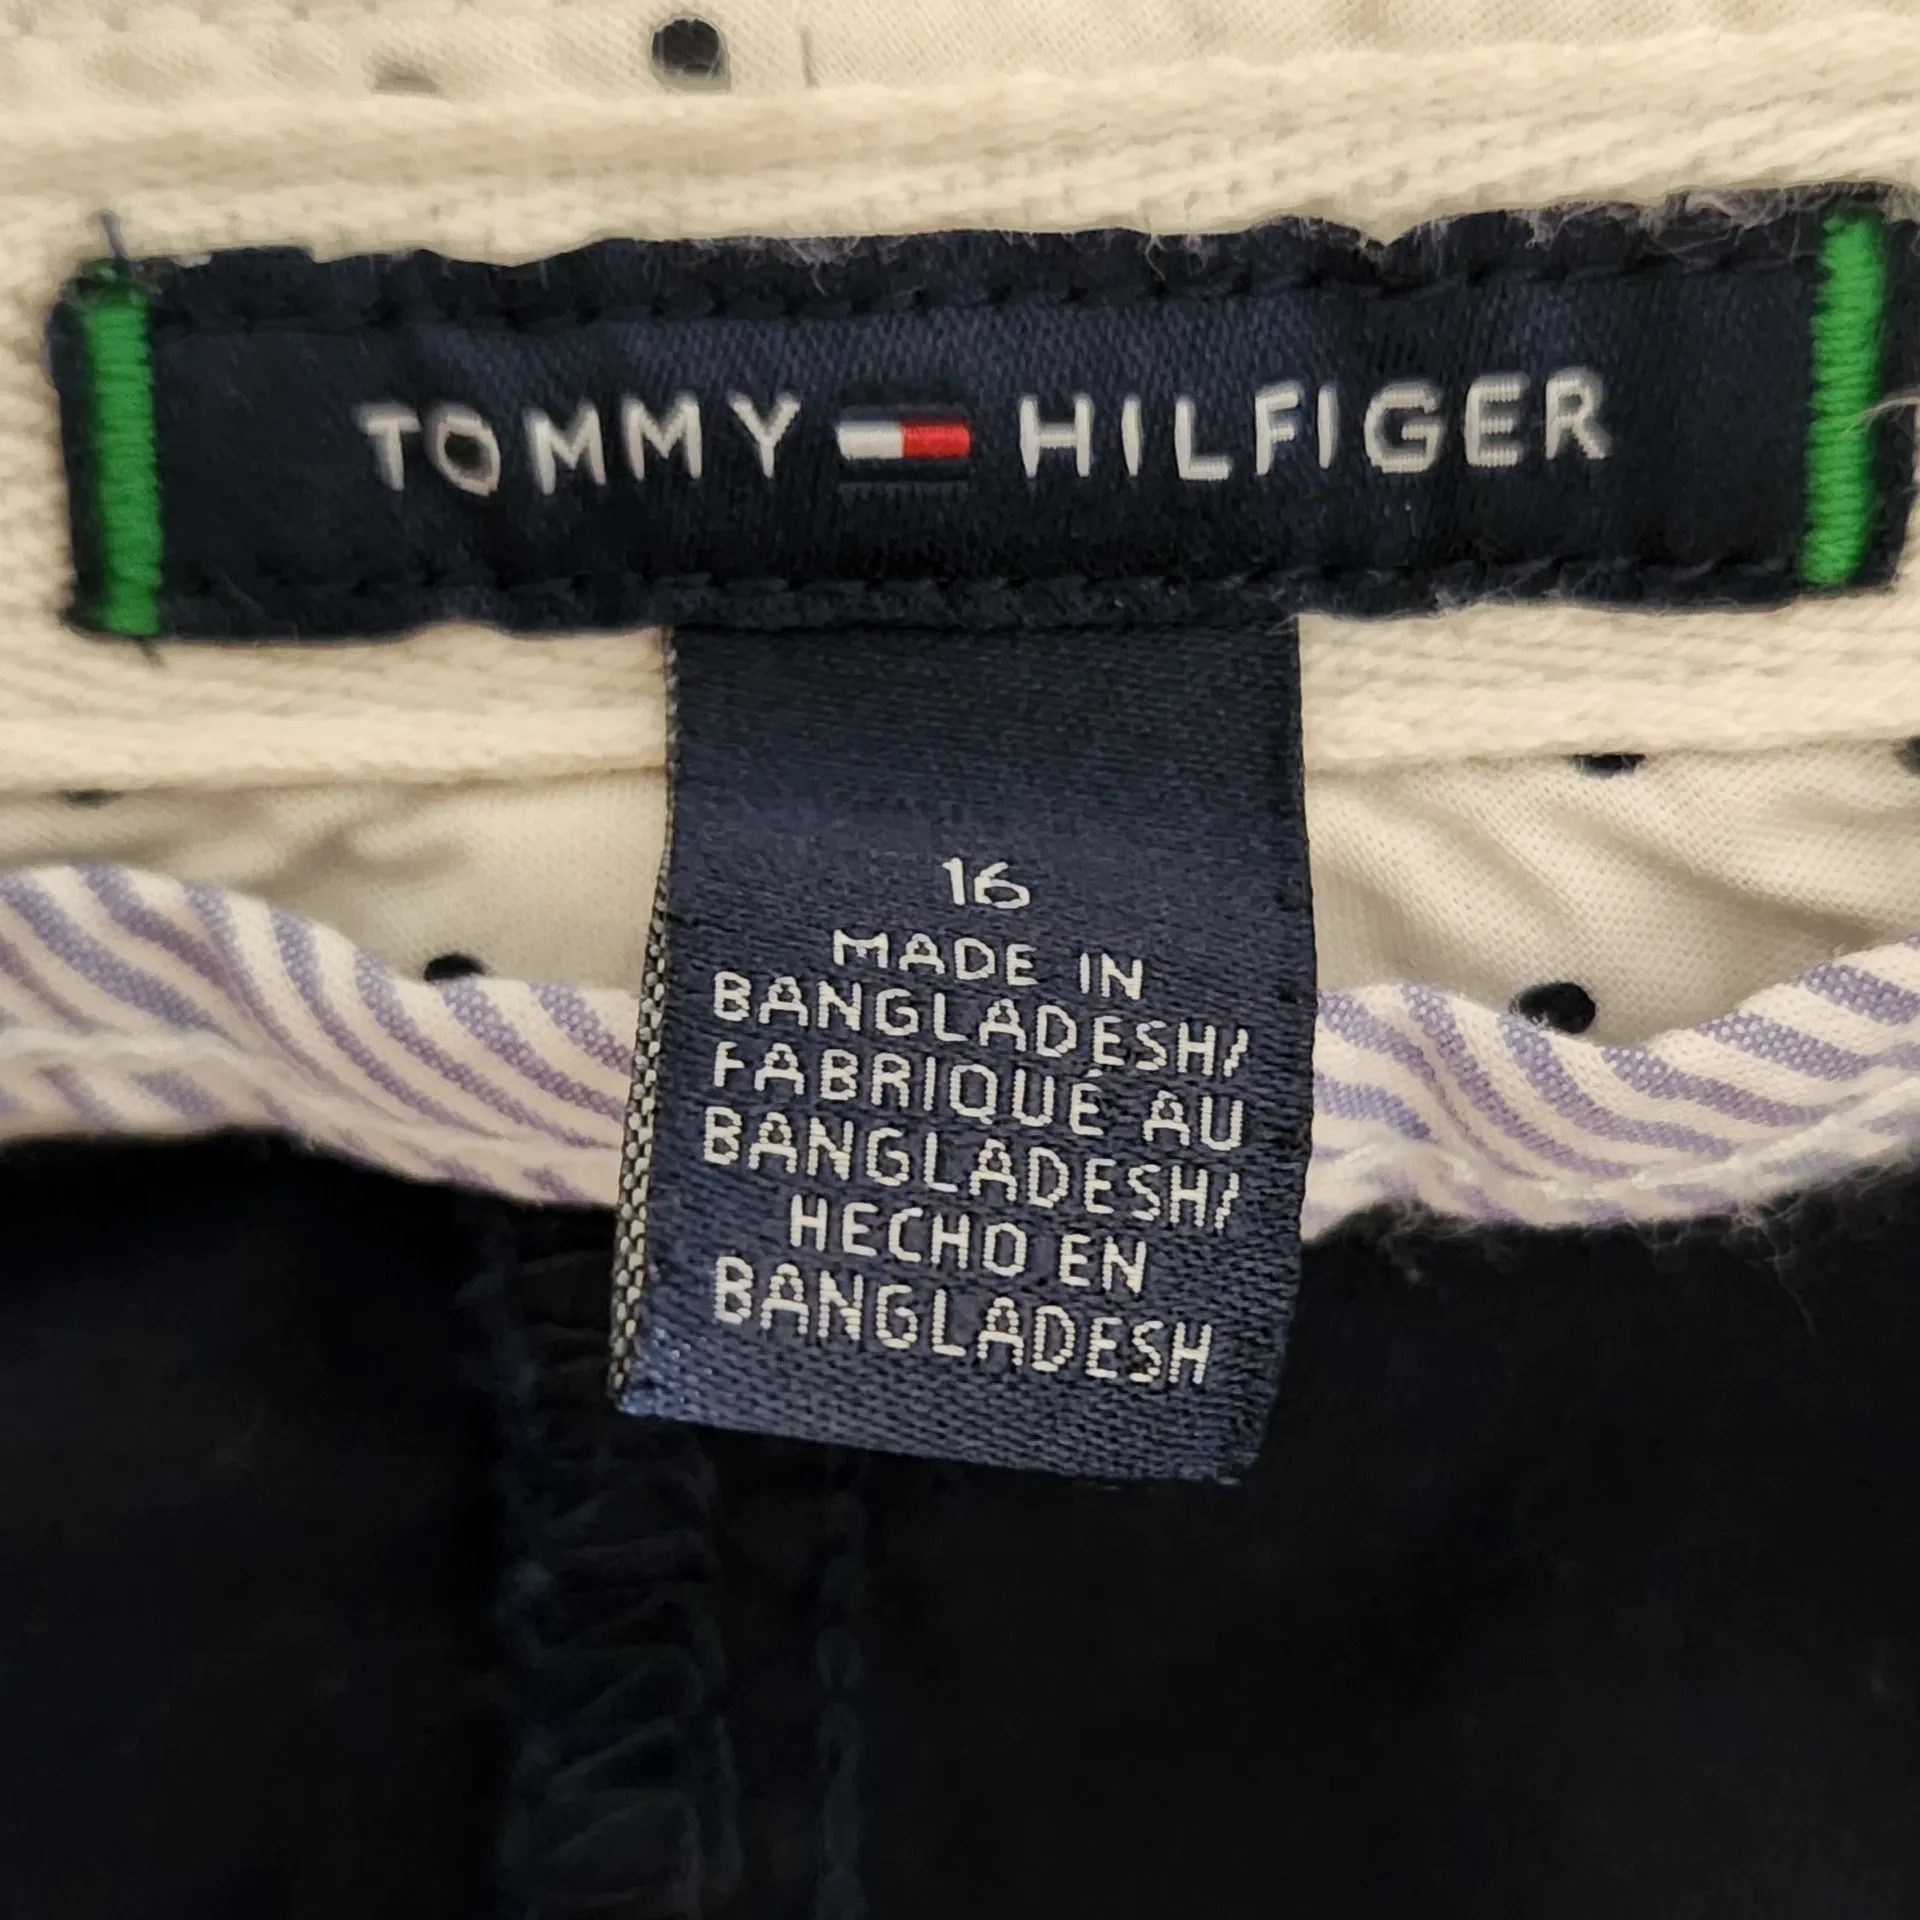 TOMMY HILFIGER
16
MADE IN
BANGLADESH/
FABRIQUÉ AU
BANGLADESH/
HECHO EN
BANGLADESH